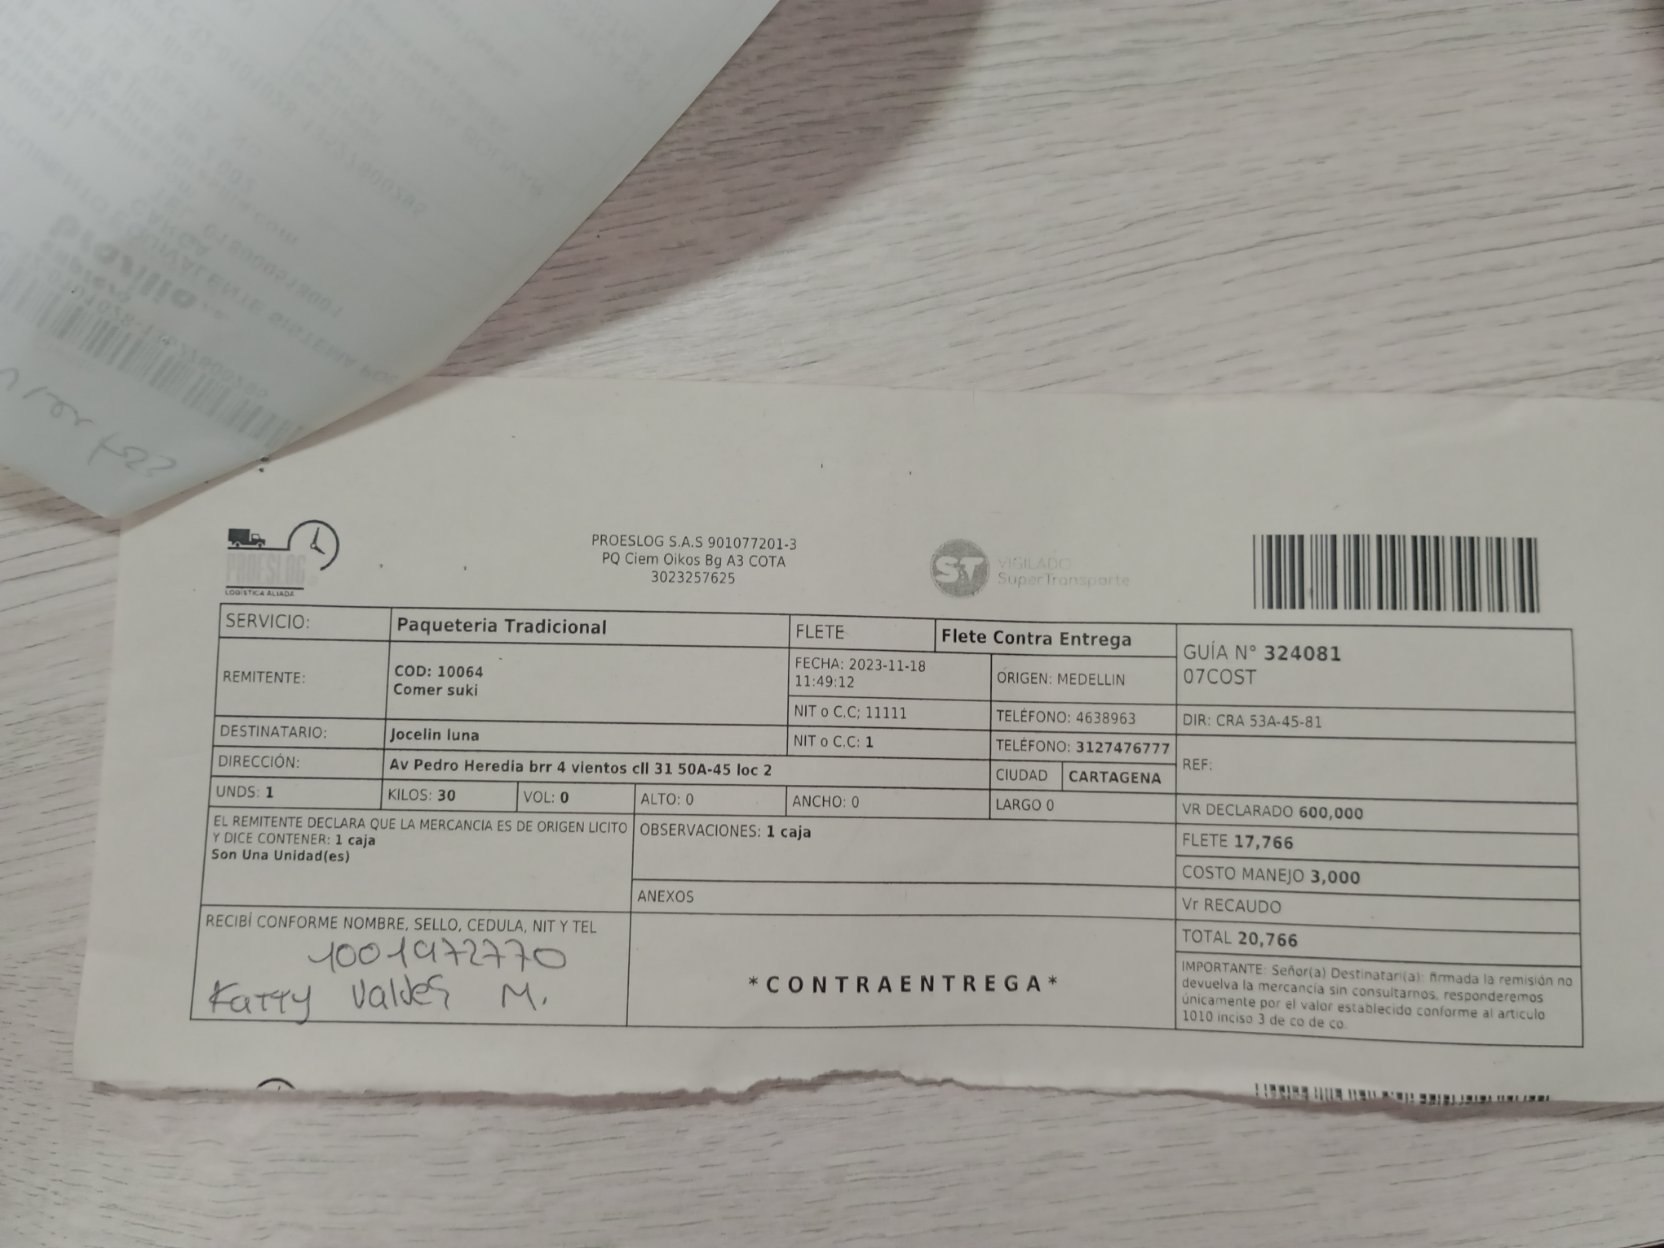 PROESLOG
LOGÍSTICA ALIADA
PROESLOG S.A.S 901077201-3
PQ Ciem Oikos Bg A3 COTA
3023257625
ST
VIGILADO
SuperTransporte
SERVICIO: Paqueteria Tradicional FLETE Flete Contra Entrega
GUÍA N° 324081
07COST
REMITENTE: COD: 10064
Comer suki
FECHA: 2023-11-18
11:49:12
ORIGEN: MEDELLIN
NIT o C.C; 11111 TELÉFONO: 4638963 DIR: CRA 53A-45-81
DESTINATARIO: Jocelin luna NIT o C.C: 1 TELÉFONO: 3127476777 REF:
DIRECCIÓN: Av Pedro Heredia brr 4 vientos cll 31 50A-45 loc 2 CIUDAD CARTAGENA
UNDS: 1 KILOS: 30 VOL: 0 ALTO: 0 ANCHO: 0 LARGO 0 VR DECLARADO 600,000
EL REMITENTE DECLARA QUE LA MERCANCIA ES DE ORIGEN LICITO
Y DICE CONTENER: 1 caja
Son Una Unidad(es)
OBSERVACIONES: 1 caja
FLETE 17,766
COSTO MANEJO 3,000
ANEXOS
Vr RECAUDO
TOTAL 20,766
RECIBÍ CONFORME NOMBRE, SELLO, CEDULA, NIT Y TEL
1001972770
Katty Valdes M.
*CONTRAENTREGA*
IMPORTANTE: Señor(a) Destinatari(a): firmada la remisión no
devuelva la mercancía sin consultarnos, responderemos
únicamente por el valor establecido conforme al articulo
1010 inciso 3 de co de co.